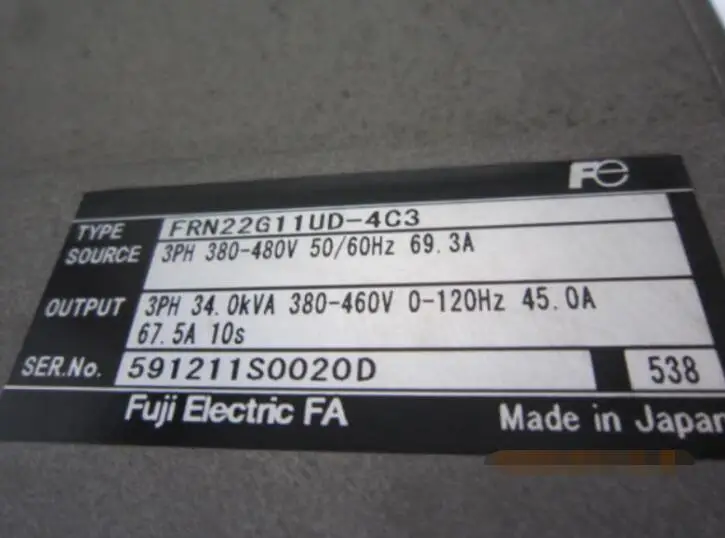 Fe
TYPE FRN22G11UD-4C3
SOURCE 3PH 380-480V 50/60Hz 69.3A
OUTPUT 3PH 34.0kVA 380-460V 0-120Hz 45.0A
67.5A 10s
SER.No. 591211S0020D 538
Fuji Electric FA Made in Japan